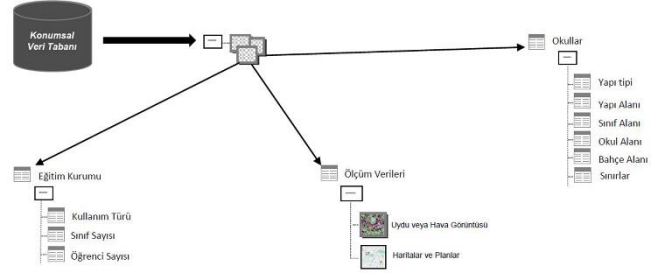 Konumsal
Veri Tabanı
Okullar
Yapı tipi
Yapı Alanı
Sınıf Alanı
Okul Alanı
Bahçe Alanı
Sınırlar
Eğitim Kurumu
Kullanım Türü
Sınıf Sayısı
Öğrenci Sayısı
Ölçüm Verileri
Uydu veya Hava Görüntüsü
Haritalar ve Planlar